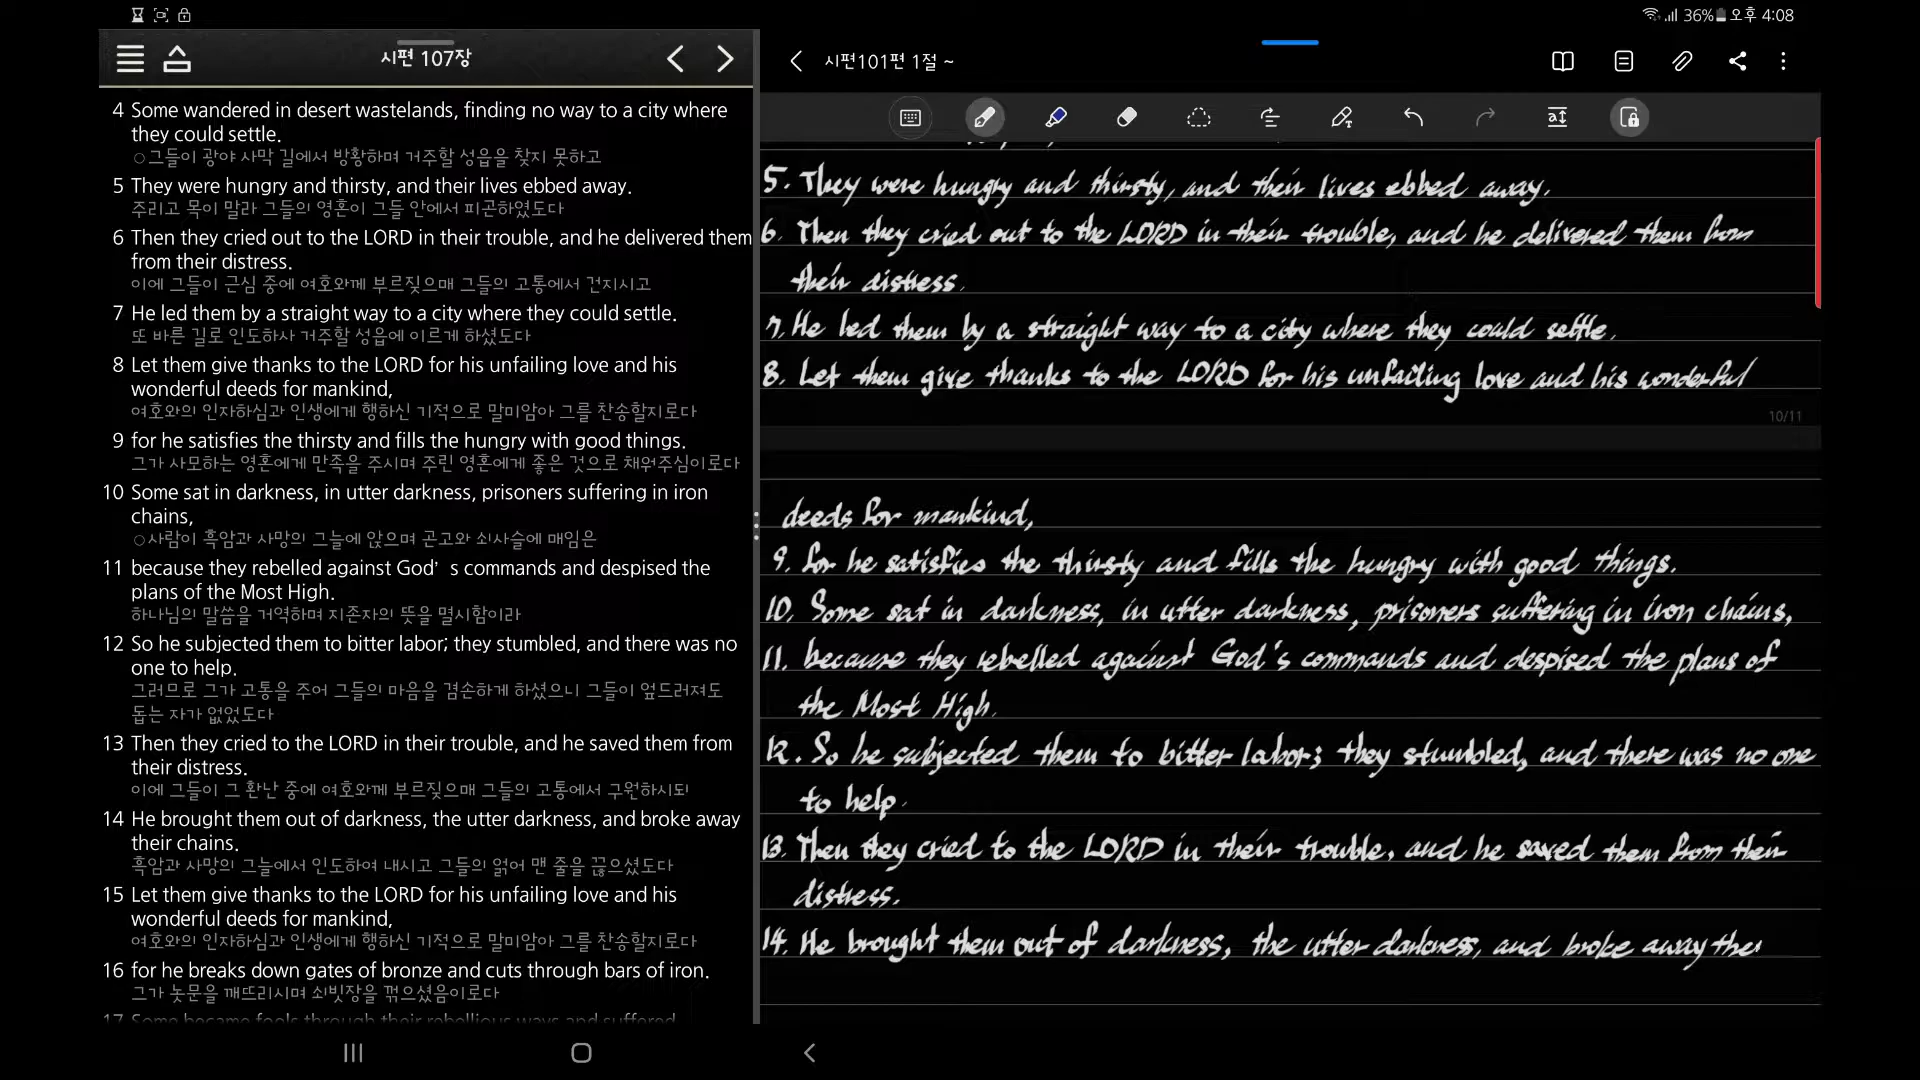 36% 오후 4:08
시편 107장
4 Some wandered in desert wastelands, finding no way to a city where
they could settle.
○그들이 광야 사막 길에서 방황하며 거주할 성읍을 찾지 못하고
5 They were hungry and thirsty, and their lives ebbed away.
주리고 목이 말라 그들의 영혼이 그들 안에서 피곤하였도다
6 Then they cried out to the LORD in their trouble, and he delivered them
from their distress.
이에 그들이 근심 중에 여호와께 부르짖으매 그들의 고통에서 건지시고
7 He led them by a straight way to a city where they could settle.
또 바른 길로 인도하사 거주할 성읍에 이르게 하셨도다
8 Let them give thanks to the LORD for his unfailing love and his
wonderful deeds for mankind,
여호와의 인자하심과 인생에게 행하신 기적으로 말미암아 그를 찬송할지로다
9 for he satisfies the thirsty and fills the hungry with good things.
그가 사모하는 영혼에게 만족을 주시며 주린 영혼에게 좋은 것으로 채워주심이로다
10 Some sat in darkness, in utter darkness, prisoners suffering in iron
chains,
○사람이 흑암과 사망의 그늘에 앉으며 곤고와 쇠사슬에 매임은
11 because they rebelled against God’s commands and despised the
plans of the Most High.
하나님의 말씀을 거역하며 지존자의 뜻을 멸시함이라
12 So he subjected them to bitter labor; they stumbled, and there was no
one to help.
그러므로 그가 고통을 주어 그들의 마음을 겸손하게 하셨으니 그들이 엎드러져도
돕는 자가 없었도다
13 Then they cried to the LORD in their trouble, and he saved them from
their distress.
이에 그들이 그 환난 중에 여호와께 부르짖으매 그들의 고통에서 구원하시되
14 He brought them out of darkness, the utter darkness, and broke away
their chains.
흑암과 사망의 그늘에서 인도하여 내시고 그들의 얽어 맨 줄을 끊으셨도다
15 Let them give thanks to the LORD for his unfailing love and his
wonderful deeds for mankind,
여호와의 인자하심과 인생에게 행하신 기적으로 말미암아 그를 찬송할지로다
16 for he breaks down gates of bronze and cuts through bars of iron.
그가 놋문을 깨뜨리시며 쇠빗장을 꺾으셨음이로다
17 Some became fools through their rebellious ways and suffered
시편101편 1절 ~
5. They were hungry and thirsty, and their lives ebbed away.
6. Then they cried out to the LORD in their trouble, and he delivered them from
their distress.
7. He led them by a straight way to a city where they could settle.
8. Let them give thanks to the LORD for his unfailing love and his wonderful
10/11
deeds for mankind,
9. for he satisfies the thirsty and fills the hungry with good things.
10. Some sat in darkness, in utter darkness, prisoners suffering in iron chains,
11. because they rebelled against God's commands and despised the plans of
the Most High.
12. So he subjected them to bitter labor; they stumbled, and there was no one
to help.
13. Then they cried to the LORD in their trouble, and he saved them from their
distress.
14. He brought them out of darkness, the utter darkness, and broke away thei